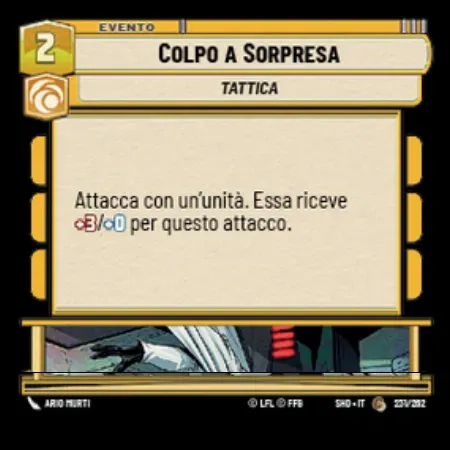 EVENTO
2
COLPO A SORPRESA
TATTICA
Attacca con un'unità. Essa riceve
+3/+0 per questo attacco.
ARIO MURTI
© LFL © FFG
SHD • IT
231/262